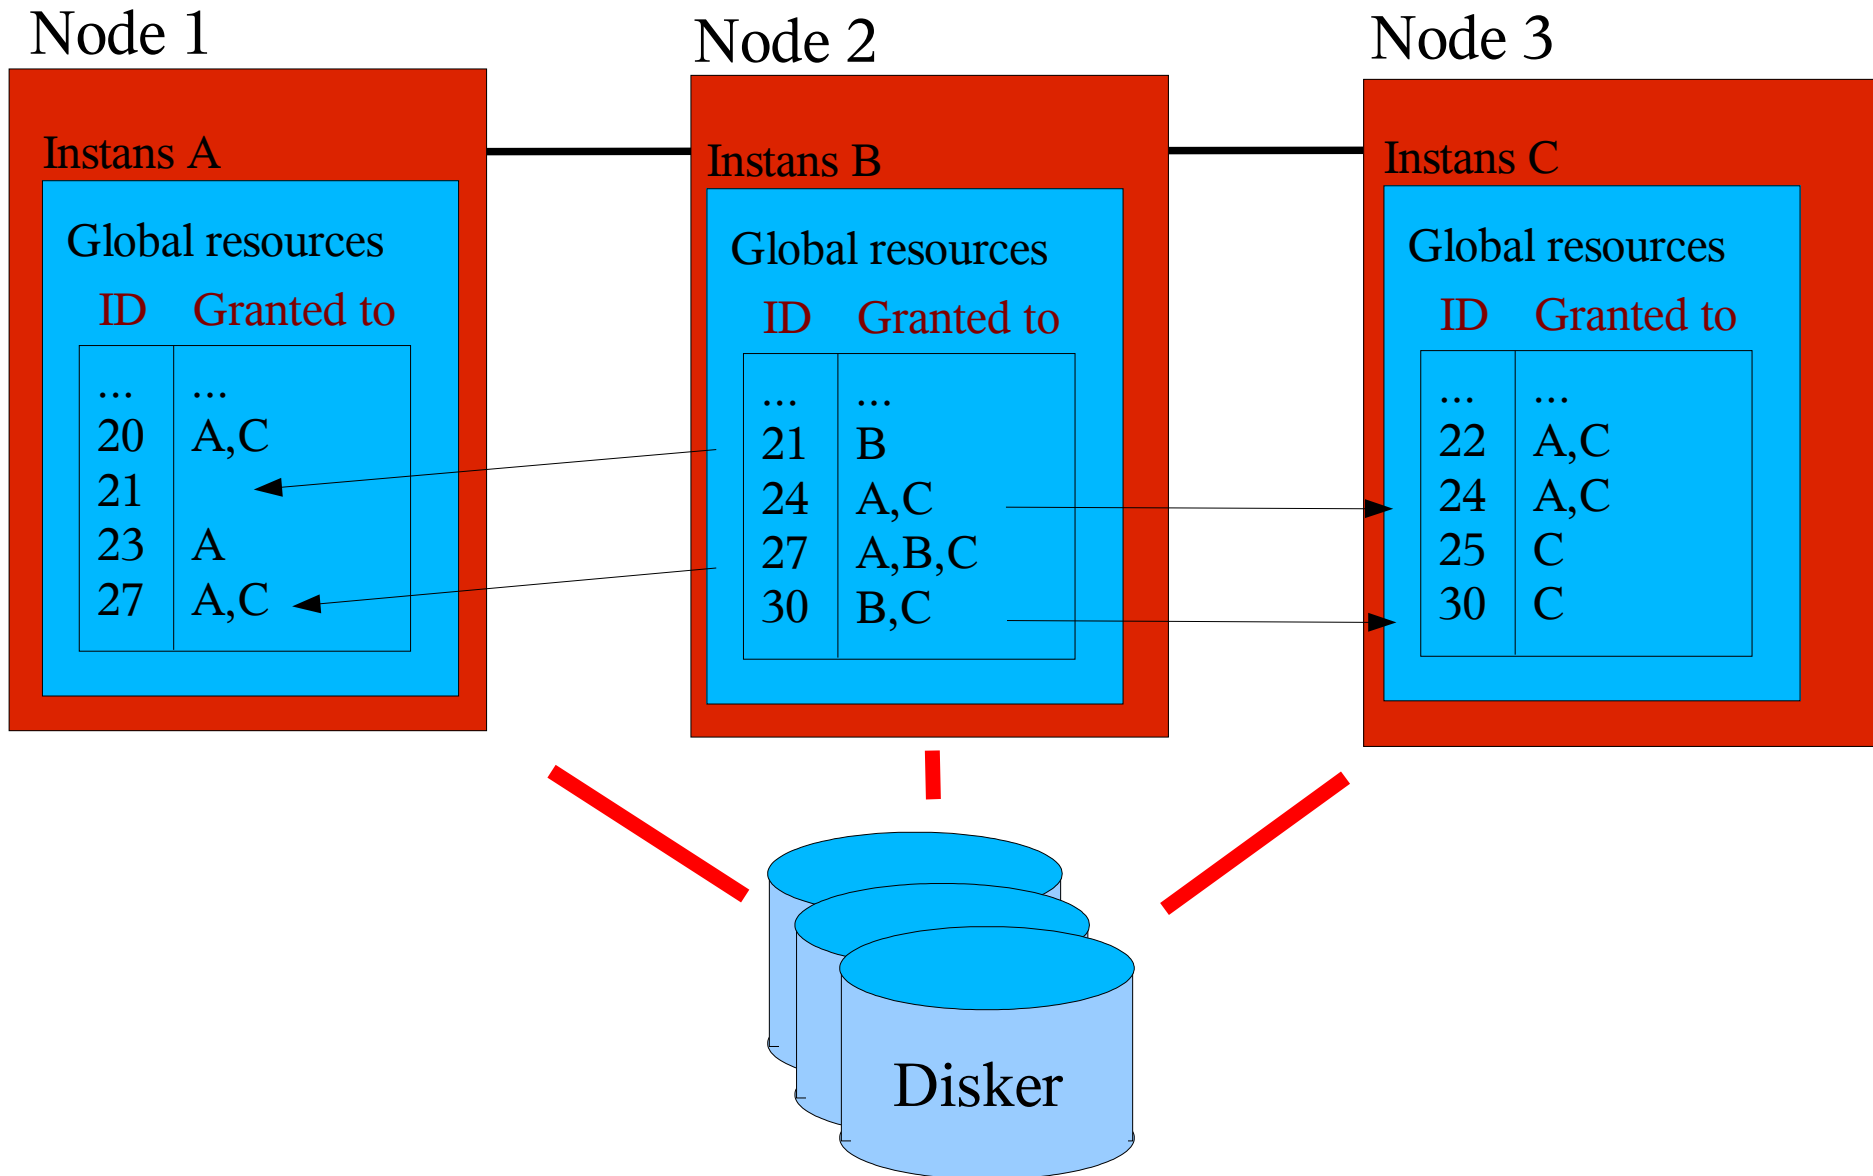 Node 1
Instans A
Global resources
ID Granted to
... ...
20 A,C
21
23 A
27 A,C
Node 2
Instans B
Global resources
ID Granted to
... ...
21 B
24 A,C
27 A,B,C
30 B,C
Node 3
Instans C
Global resources
ID Granted to
... ...
22 A,C
24 A,C
25 C
30 C
Disker